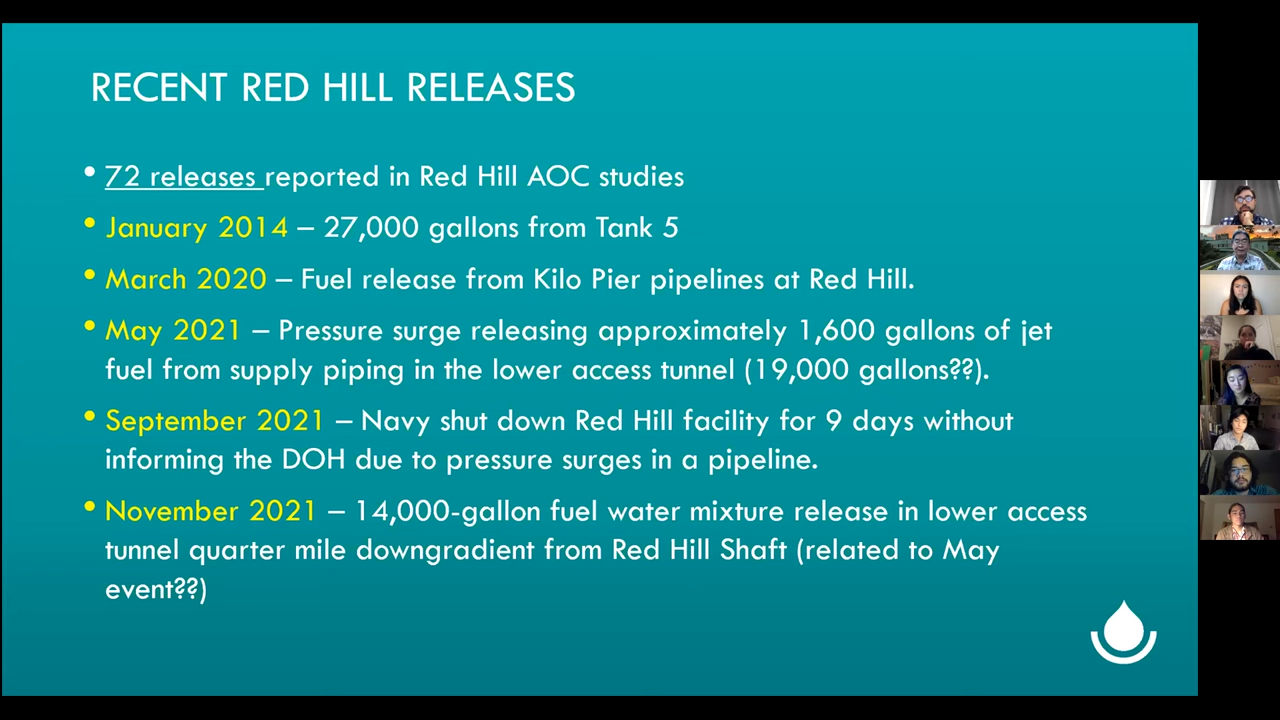 RECENT RED HILL RELEASES
• 72 releases reported in Red Hill AOC studies
• January 2014 – 27,000 gallons from Tank 5
• March 2020 – Fuel release from Kilo Pier pipelines at Red Hill.
• May 2021 – Pressure surge releasing approximately 1,600 gallons of jet
fuel from supply piping in the lower access tunnel (19,000 gallons??).
• September 2021 – Navy shut down Red Hill facility for 9 days without
informing the DOH due to pressure surges in a pipeline.
• November 2021 – 14,000-gallon fuel water mixture release in lower access
tunnel quarter mile downgradient from Red Hill Shaft (related to May
event??)